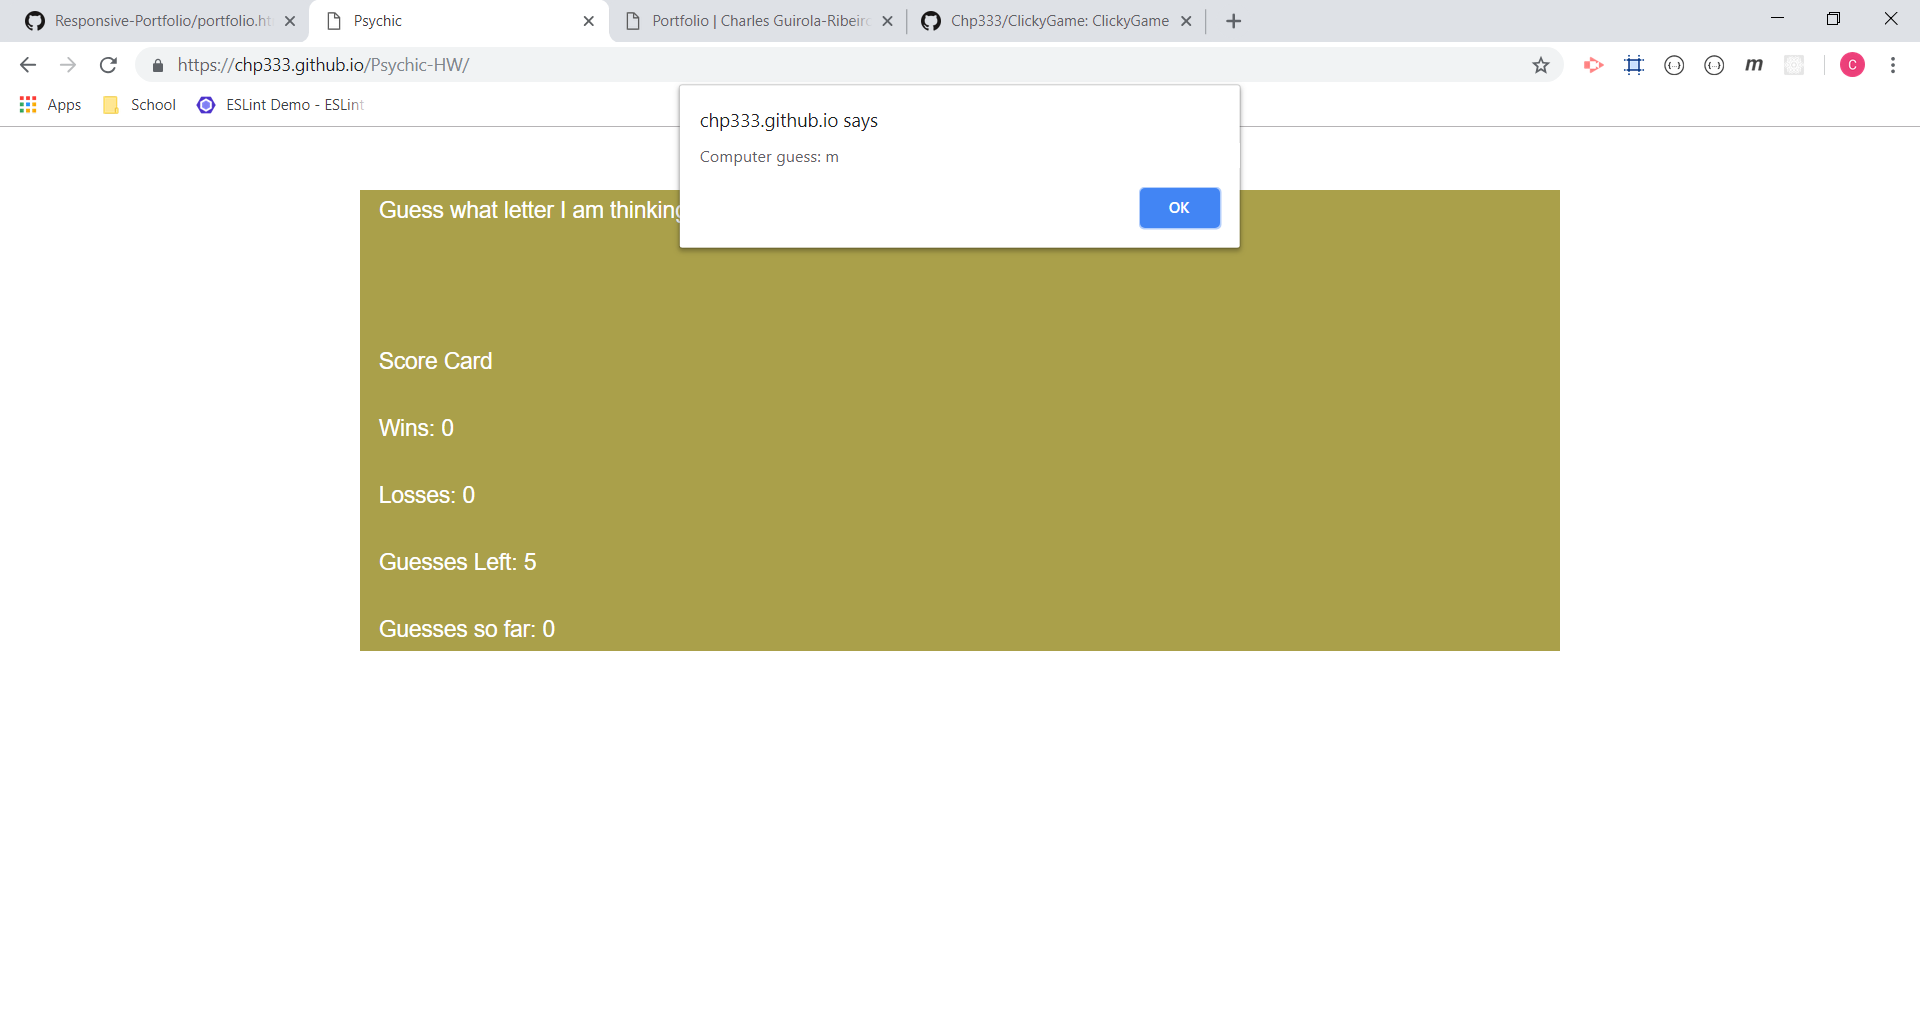 Responsive-Portfolio/portfolio.ht
Psychic
Portfolio | Charles Guirola-Ribeiro
Chp333/ClickyGame: ClickyGame
https://chp333.github.io/Psychic-HW/
m
C
Apps
School
ESLint Demo - ESLint
chp333.github.io says
Computer guess: m
OK
Guess what letter I am thinking
Score Card
Wins: 0
Losses: 0
Guesses Left: 5
Guesses so far: 0